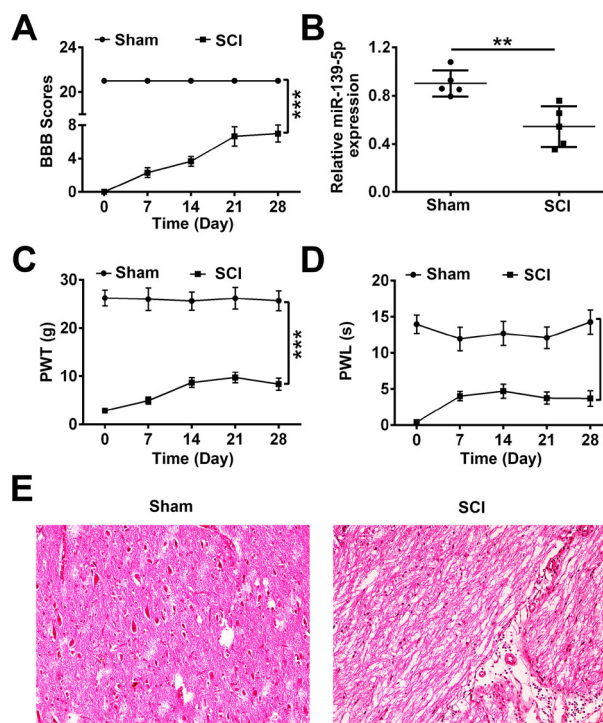 A
Sham
SCI
BBB Scores
21
20
8
4
0
0 7 14 21 28
Time (Day)
***
B
Relative miR-139-5p
expression
1.2
0.8
0.4
0.0
**
Sham SCI
C
Sham SCI
PWT (g)
30
20
10
0
0 7 14 21 28
Time (Day)
***
D
Sham SCI
PWL (s)
20
15
10
5
0
0 7 14 21 28
Time (Day)
E
Sham SCI